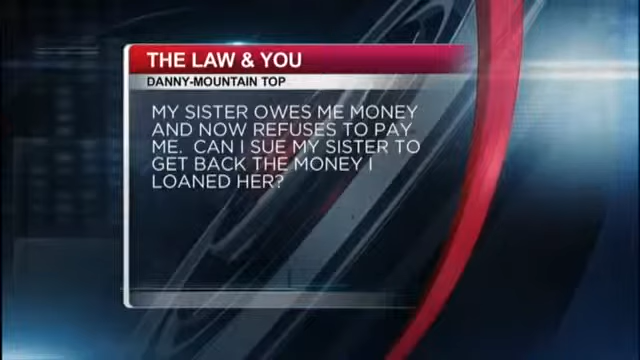 THE LAW & YOU
DANNY-MOUNTAIN TOP
MY SISTER OWES ME MONEY
AND NOW REFUSES TO PAY
ME. CAN I SUE MY SISTER TO
GET BACK THE MONEY I
LOANED HER?